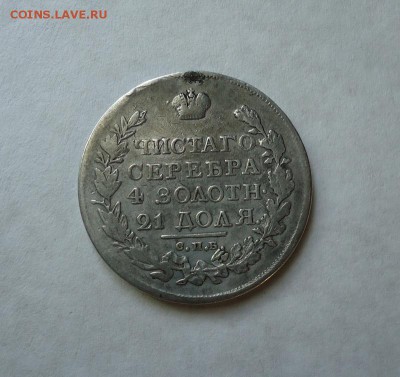 COINS.LAVE.RU
ЧИСТАГО
СЕРЕБРА
4 ЗОЛОТН.
21 ДОЛЯ.
С.П.Б.